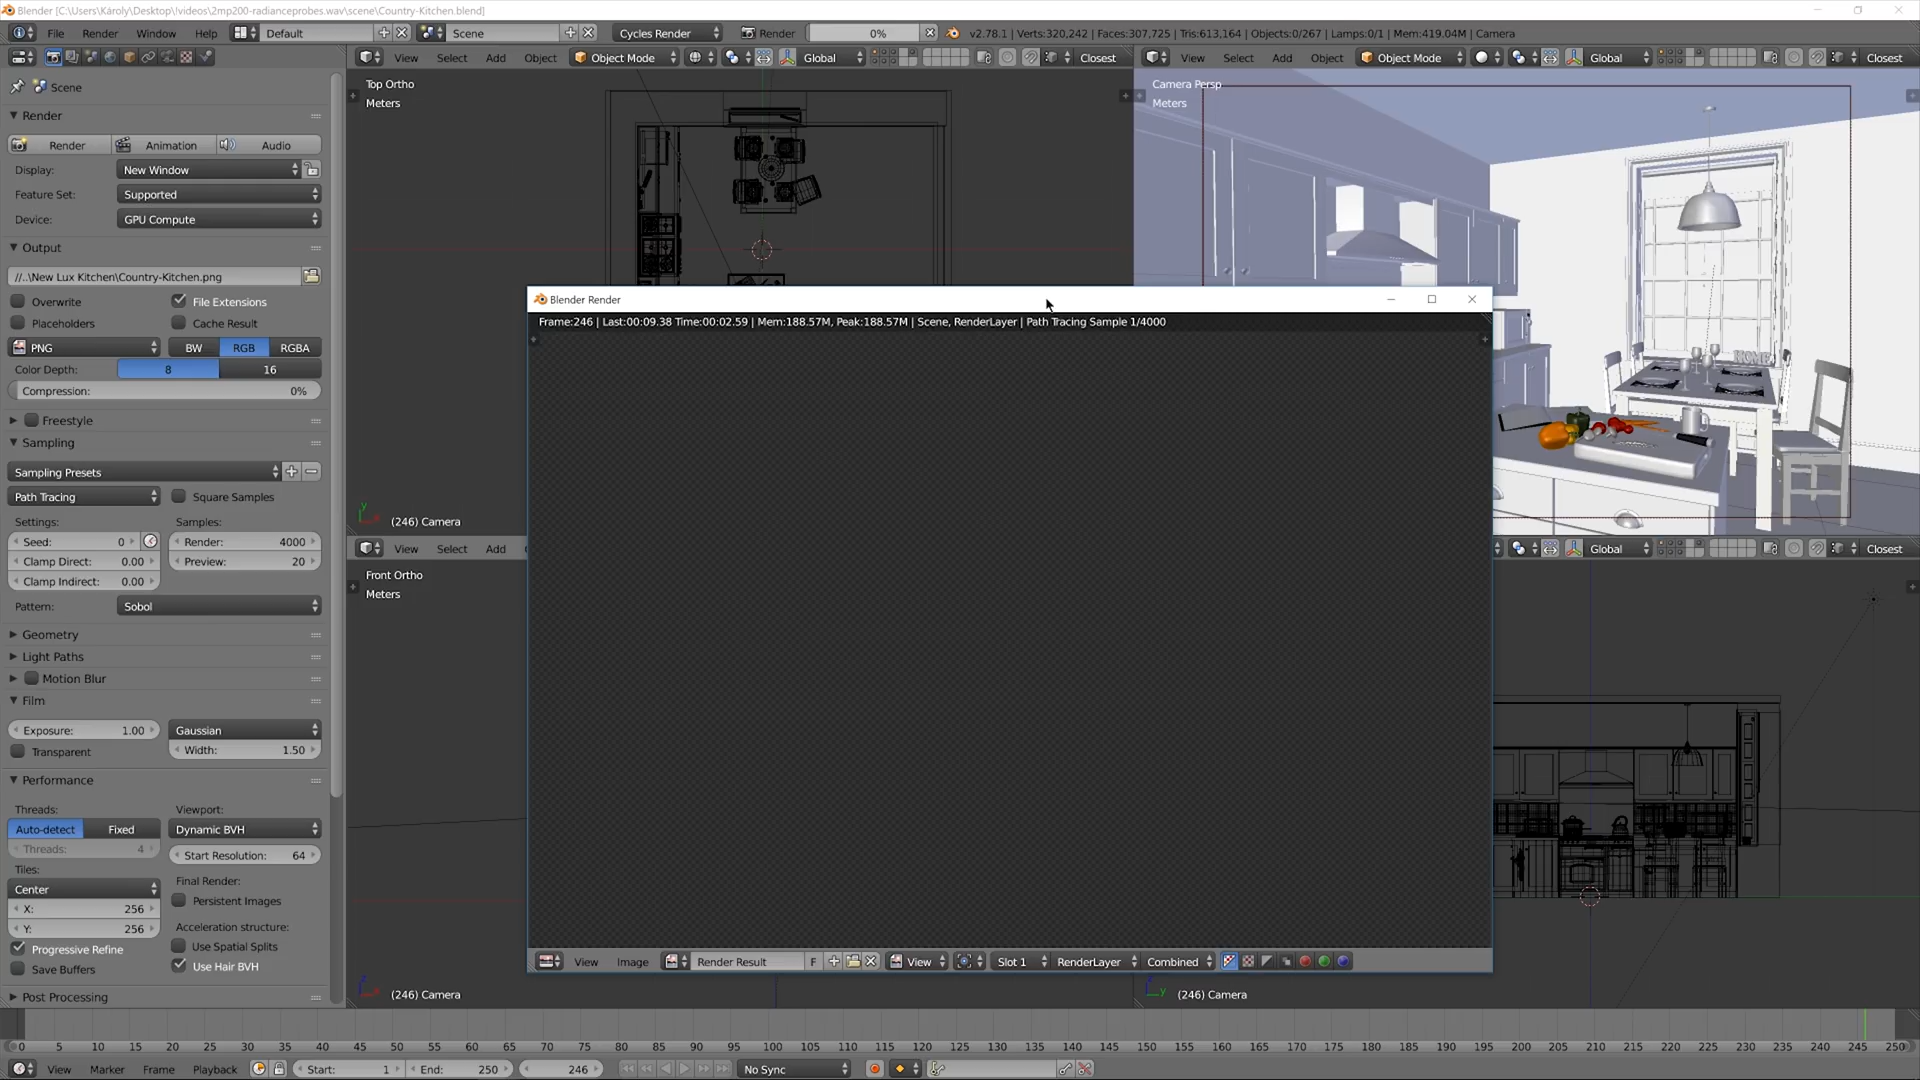 Blender [C:\Users\Károly\Desktop\!videos\2mp200-radianceprobes.wav\scene\Country-Kitchen.blend]
File Render Window Help Default Scene Cycles Render Render 0% v2.78.1 | Verts:320,242 | Faces:307,725 | Tris:613,164 | Objects:0/267 | Lamps:0/1 | Mem:419.04M | Camera
View Select Add Object Object Mode Global Closest
View Select Add Object Object Mode Global Closest
Scene
Render
Render Animation Audio
Display: New Window
Feature Set: Supported
Device: GPU Compute
Output
//..\New Lux Kitchen\Country-Kitchen.png
Overwrite File Extensions
Placeholders Cache Result
PNG BW RGB RGBA
Color Depth: 8 16
Compression: 0%
Freestyle
Sampling
Sampling Presets
Path Tracing Square Samples
Settings: Samples:
Seed: 0 Render: 4000
Clamp Direct: 0.00 Preview: 20
Clamp Indirect: 0.00
Pattern: Sobol
Geometry
Light Paths
Motion Blur
Film
Exposure: 1.00 Gaussian
Transparent Width: 1.50
Performance
Threads: Viewport:
Auto-detect Fixed Dynamic BVH
Threads: 4 Start Resolution: 64
Tiles: Final Render:
Center Persistent Images
X: 256 Acceleration structure:
Y: 256 Use Spatial Splits
Progressive Refine Use Hair BVH
Save Buffers
Post Processing
Top Ortho
Meters
(246) Camera
Camera Persp
Meters
HOME
View Select Add
Global Closest
Front Ortho
Meters
(246) Camera
(246) Camera
Blender Render
Frame:246 | Last:00:09.38 Time:00:02.59 | Mem:188.57M, Peak:188.57M | Scene, RenderLayer | Path Tracing Sample 1/4000
View Image Render Result F View Slot 1 RenderLayer Combined
0 5 10 15 20 25 30 35 40 45 50 55 60 65 70 75 80 85 90 95 100 105 110 115 120 125 130 135 140 145 150 155 160 165 170 175 180 185 190 195 200 205 210 215 220 225 230 235 240 245 250
View Marker Frame Playback Start: 1 End: 250 246 No Sync